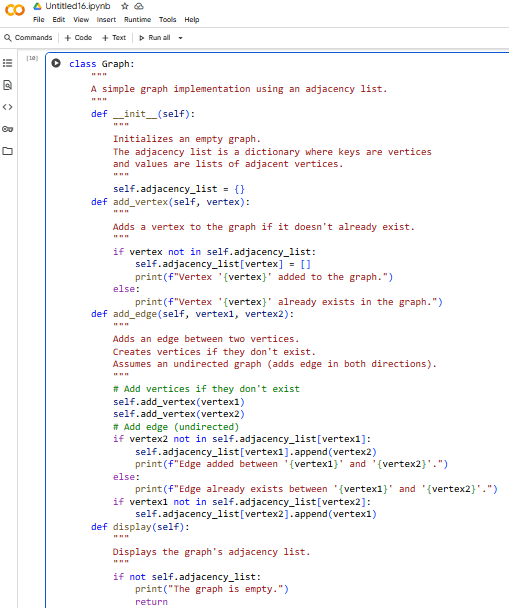 CO Untitled16.ipynb
File Edit View Insert Runtime Tools Help
Commands + Code + Text Run all
[10] class Graph:
    """
    A simple graph implementation using an adjacency list.
    """
    def __init__(self):
        """
        Initializes an empty graph.
        The adjacency list is a dictionary where keys are vertices
        and values are lists of adjacent vertices.
        """
        self.adjacency_list = {}
    def add_vertex(self, vertex):
        """
        Adds a vertex to the graph if it doesn't already exist.
        """
        if vertex not in self.adjacency_list:
            self.adjacency_list[vertex] = []
            print(f"Vertex '{vertex}' added to the graph.")
        else:
            print(f"Vertex '{vertex}' already exists in the graph.")
    def add_edge(self, vertex1, vertex2):
        """
        Adds an edge between two vertices.
        Creates vertices if they don't exist.
        Assumes an undirected graph (adds edge in both directions).
        """
        # Add vertices if they don't exist
        self.add_vertex(vertex1)
        self.add_vertex(vertex2)
        # Add edge (undirected)
        if vertex2 not in self.adjacency_list[vertex1]:
            self.adjacency_list[vertex1].append(vertex2)
            print(f"Edge added between '{vertex1}' and '{vertex2}'.")
        else:
            print(f"Edge already exists between '{vertex1}' and '{vertex2}'.")
        if vertex1 not in self.adjacency_list[vertex2]:
            self.adjacency_list[vertex2].append(vertex1)
    def display(self):
        """
        Displays the graph's adjacency list.
        """
        if not self.adjacency_list:
            print("The graph is empty.")
            return